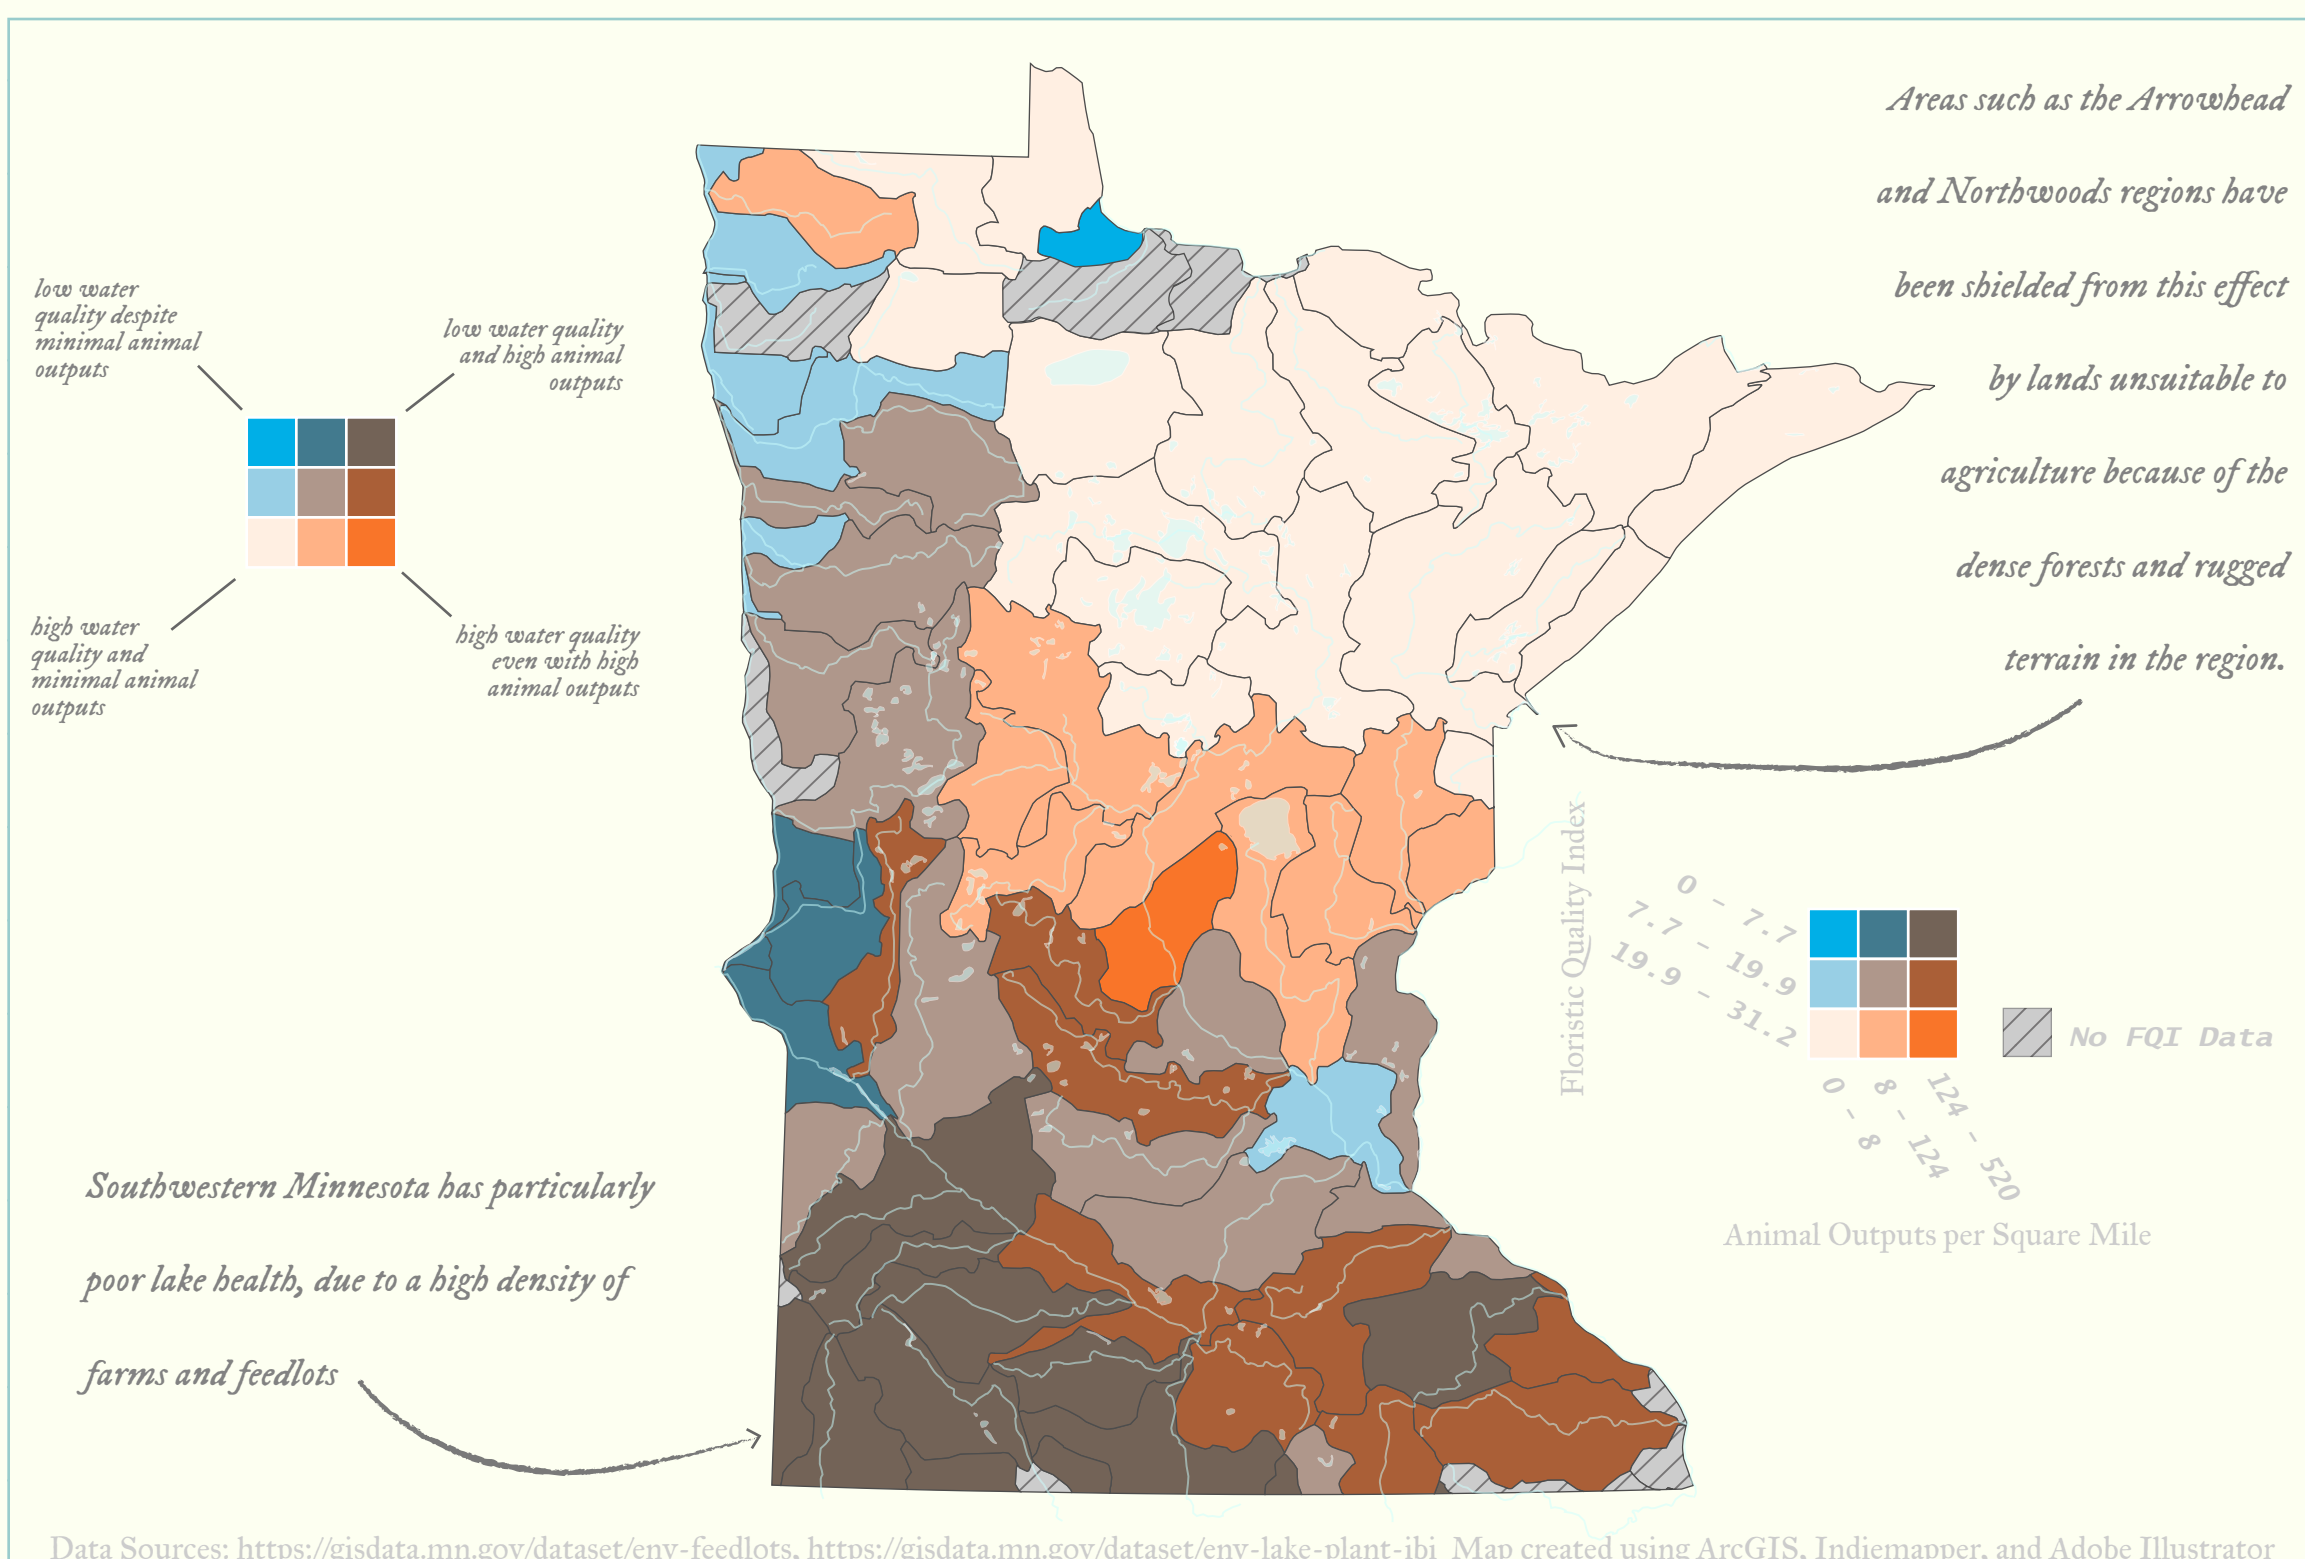 Areas such as the Arrowhead
and Northwoods regions have
been shielded from this effect
by lands unsuitable to
agriculture because of the
dense forests and rugged
terrain in the region.
low water
quality despite
minimal animal
outputs
low water quality
and high animal
outputs
high water
quality and
minimal animal
outputs
high water quality
even with high
animal outputs
Floristic Quality Index
0 - 7.7
7.7 - 19.9
19.9 - 31.2
0 - 8
8 - 124
124 - 520
Animal Outputs per Square Mile
No FQI Data
Southwestern Minnesota has particularly
poor lake health, due to a high density of
farms and feedlots
Data Sources: https://gisdata.mn.gov/dataset/env-feedlots, https://gisdata.mn.gov/dataset/env-lake-plant-ibi Map created using ArcGIS, Indiemapper, and Adobe Illustrator